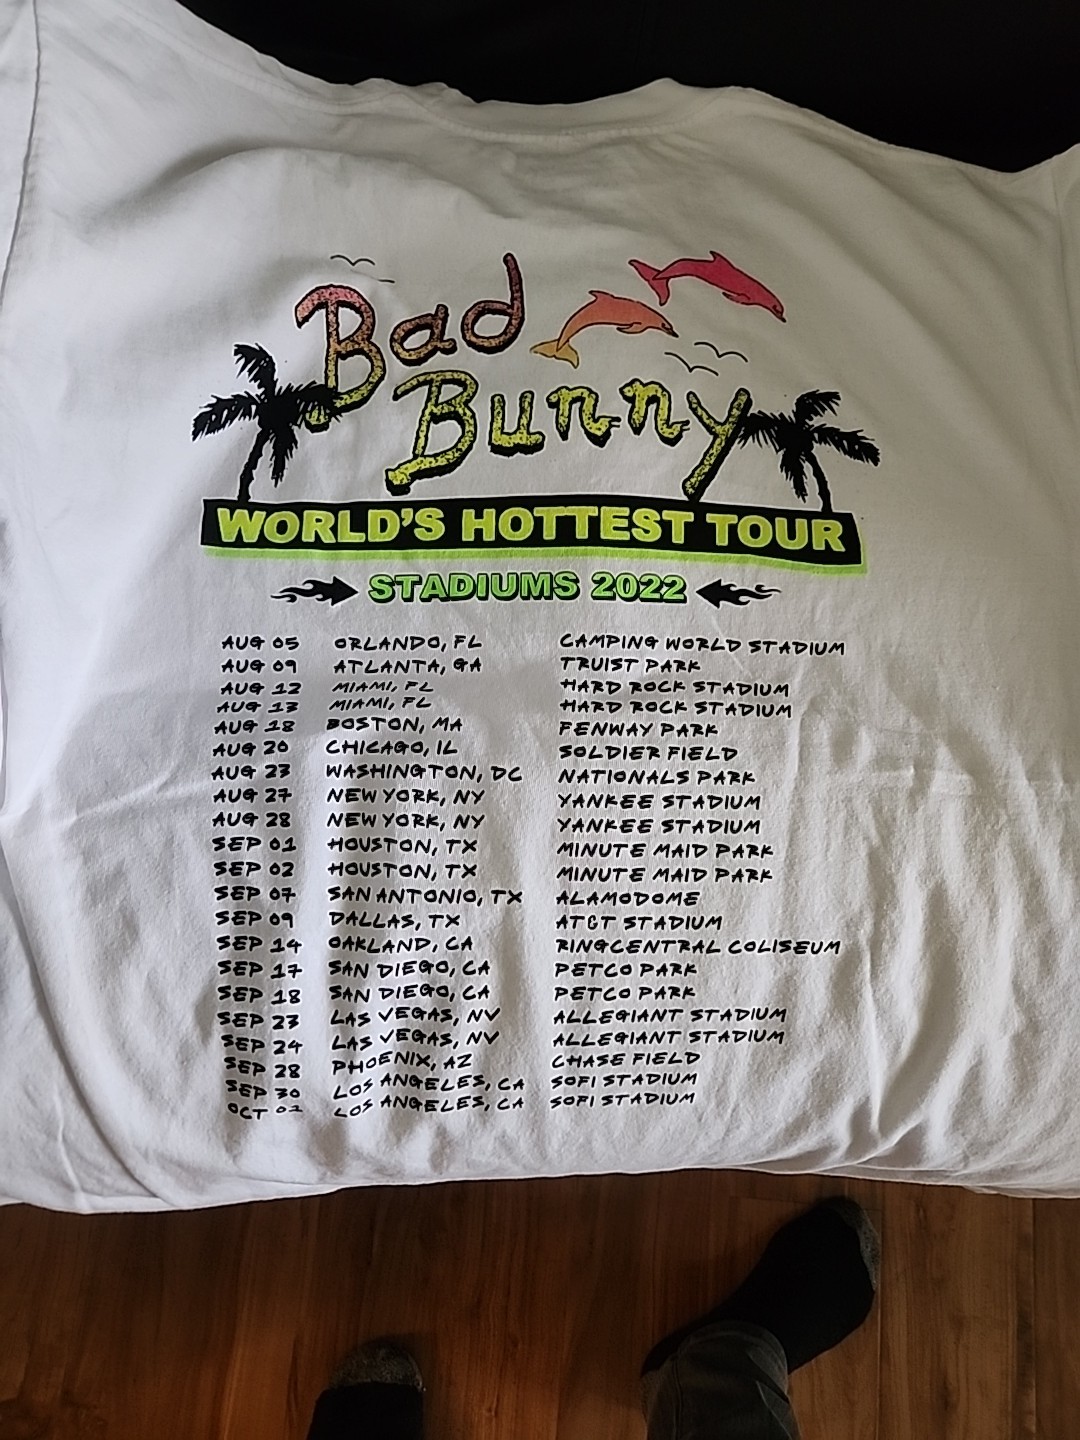 Bad
Bunny
WORLD'S HOTTEST TOUR
STADIUMS 2022
AUG 05 ORLANDO, FL CAMPING WORLD STADIUM
AUG 09 ATLANTA, GA TRUIST PARK
AUG 12 MIAMI, FL HARD ROCK STADIUM
AUG 13 MIAMI, FL HARD ROCK STADIUM
AUG 18 BOSTON, MA FENWAY PARK
AUG 20 CHICAGO, IL SOLDIER FIELD
AUG 23 WASHINGTON, DC NATIONALS PARK
AUG 27 NEW YORK, NY YANKEE STADIUM
AUG 28 NEW YORK, NY YANKEE STADIUM
SEP 01 HOUSTON, TX MINUTE MAID PARK
SEP 02 HOUSTON, TX MINUTE MAID PARK
SEP 07 SAN ANTONIO, TX ALAMODOME
SEP 09 DALLAS, TX AT&T STADIUM
SEP 14 OAKLAND, CA RINGCENTRAL COLISEUM
SEP 17 SAN DIEGO, CA PETCO PARK
SEP 18 SAN DIEGO, CA PETCO PARK
SEP 23 LAS VEGAS, NV ALLEGIANT STADIUM
SEP 24 LAS VEGAS, NV ALLEGIANT STADIUM
SEP 28 PHOENIX, AZ CHASE FIELD
SEP 30 LOS ANGELES, CA SOFI STADIUM
OCT LOS ANGELES, CA SOFI STADIUM